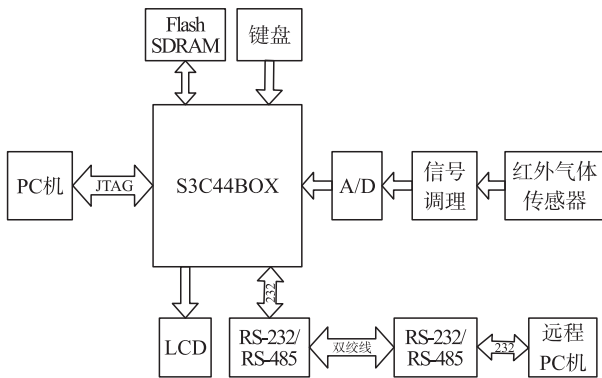 Flash
SDRAM
键盘
PC机
JTAG
S3C44BOX
A/D
信号
调理
红外气体
传感器
232
LCD
RS-232/
RS-485
双绞线
RS-232/
RS-485
232
远程
PC机